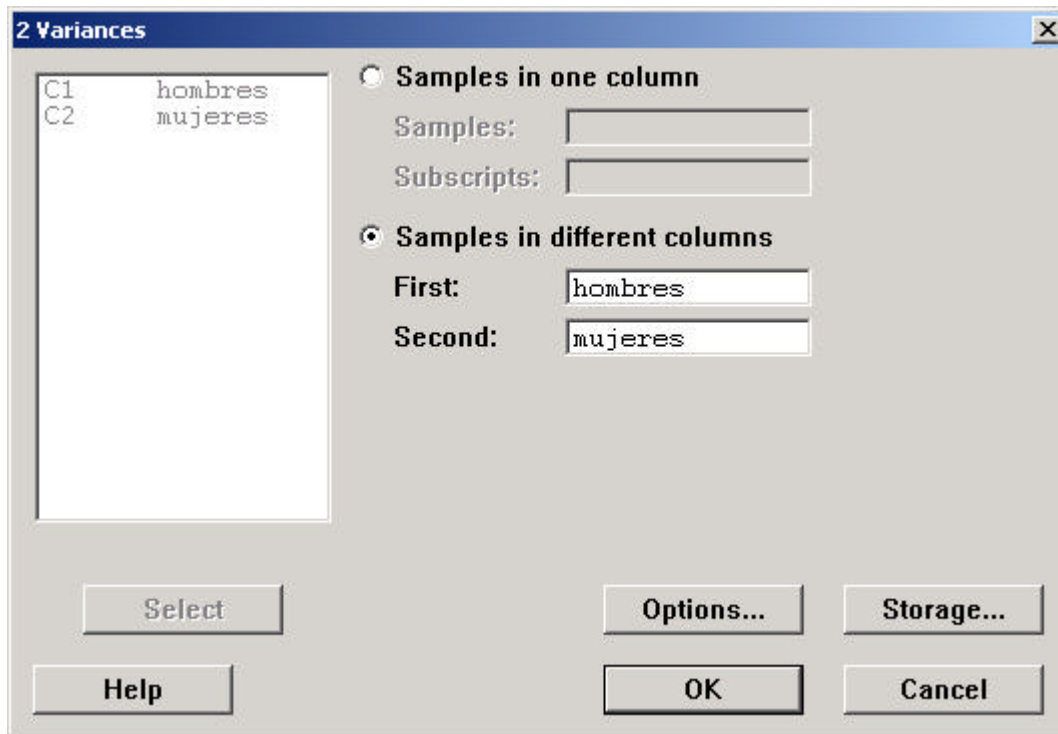 2 Variances
C1 hombres
C2 mujeres
Samples in one column
Samples:
Subscripts:
Samples in different columns
First: hombres
Second: mujeres
Select
Options...
Storage...
Help
OK
Cancel